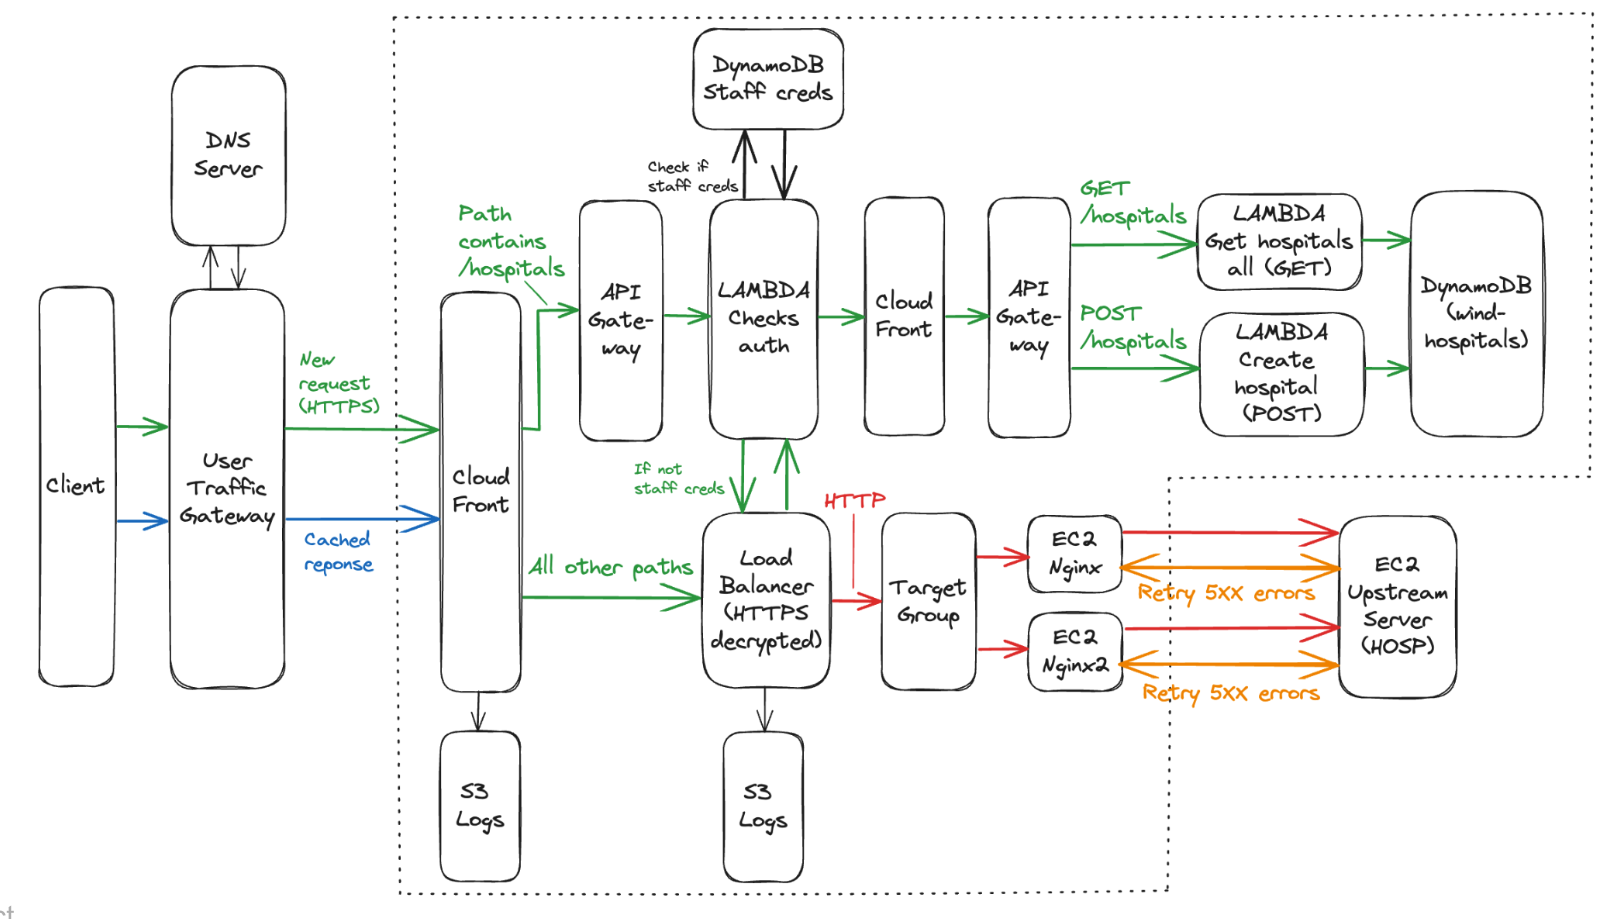 DynamoDB
Staff creds
DNS
Server
Check if
staff creds
Path
contains
/hospitals
API
Gate-
way
LAMBDA
Checks
auth
Cloud
Front
API
Gate-
way
GET
/hospitals
LAMBDA
Get hospitals
all (GET)
POST
/hospitals
LAMBDA
Create
hospital
(POST)
DynamoDB
(wind-
hospitals)
New
request
(HTTPS)
Client
User
Traffic
Gateway
Cached
reponse
Cloud
Front
If not
staff creds
HTTP
All other paths
Load
Balancer
(HTTPS
decrypted)
Target
Group
EC2
Nginx
Retry 5XX errors
EC2
Nginx2
Retry 5XX errors
EC2
Upstream
Server
(HOSP)
S3
Logs
S3
Logs